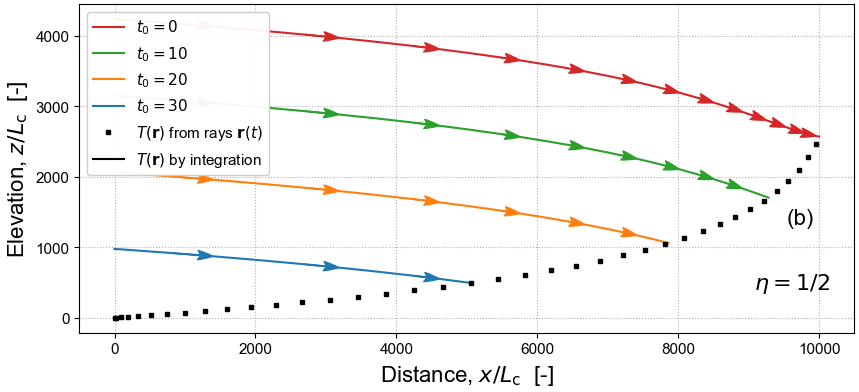 Elevation, z/L_c [-]
4000
3000
2000
1000
0
t_0 = 0
t_0 = 10
t_0 = 20
t_0 = 30
T(r) from rays r(t)
T(r) by integration
(b)
η = 1/2
0 2000 4000 6000 8000 10000
Distance, x/L_c [-]